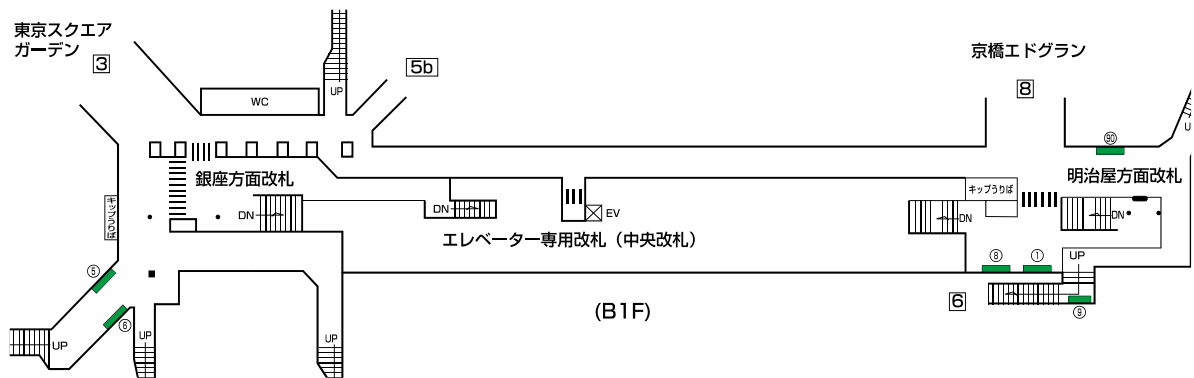 東京スクエア
ガーデン
3
UP
5b
WC
京橋エドグラン
8
U
90
銀座方面改札
明治屋方面改札
キップうりば
キップうりば
DN
DN
EV
DN
DN
エレベーター専用改札（中央改札）
5
8
1
UP
(B1F)
6
9
6
UP
UP
UP